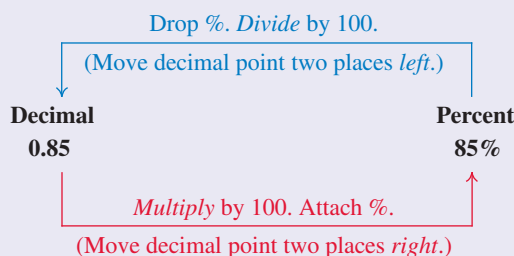 Drop %. Divide by 100.
(Move decimal point two places left.)
Decimal Percent
0.85 85%
Multiply by 100. Attach %.
(Move decimal point two places right.)